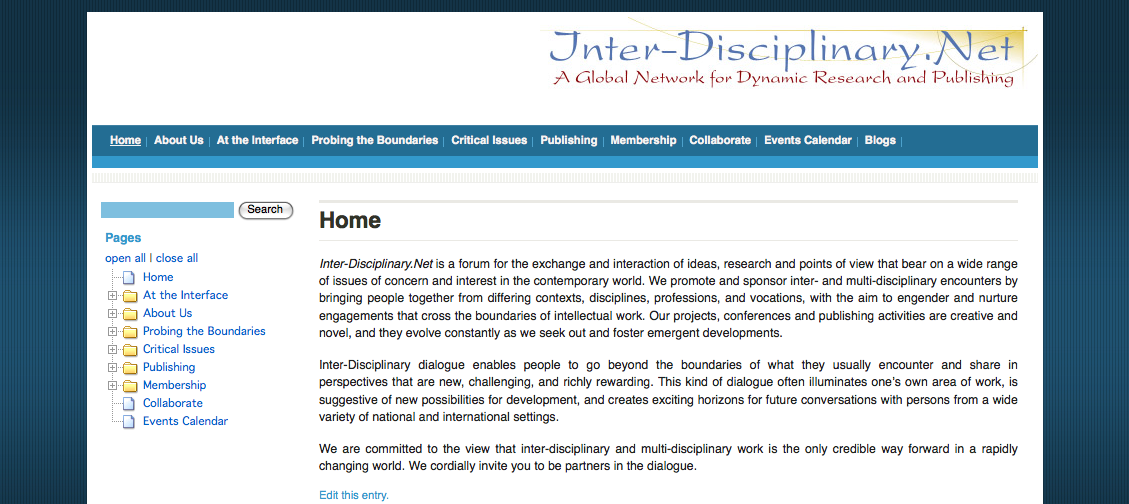 Inter-Disciplinary.Net
A Global Network for Dynamic Research and Publishing
Home | About Us | At the Interface | Probing the Boundaries | Critical Issues | Publishing | Membership | Collaborate | Events Calendar | Blogs |
Search
Pages
open all | close all
Home
At the Interface
About Us
Probing the Boundaries
Critical Issues
Publishing
Membership
Collaborate
Events Calendar
Home
Inter-Disciplinary.Net is a forum for the exchange and interaction of ideas, research and points of view that bear on a wide range
of issues of concern and interest in the contemporary world. We promote and sponsor inter- and multi-disciplinary encounters by
bringing people together from differing contexts, disciplines, professions, and vocations, with the aim to engender and nurture
engagements that cross the boundaries of intellectual work. Our projects, conferences and publishing activities are creative and
novel, and they evolve constantly as we seek out and foster emergent developments.
Inter-Disciplinary dialogue enables people to go beyond the boundaries of what they usually encounter and share in
perspectives that are new, challenging, and richly rewarding. This kind of dialogue often illuminates one's own area of work, is
suggestive of new possibilities for development, and creates exciting horizons for future conversations with persons from a wide
variety of national and international settings.
We are committed to the view that inter-disciplinary and multi-disciplinary work is the only credible way forward in a rapidly
changing world. We cordially invite you to be partners in the dialogue.
Edit this entry.